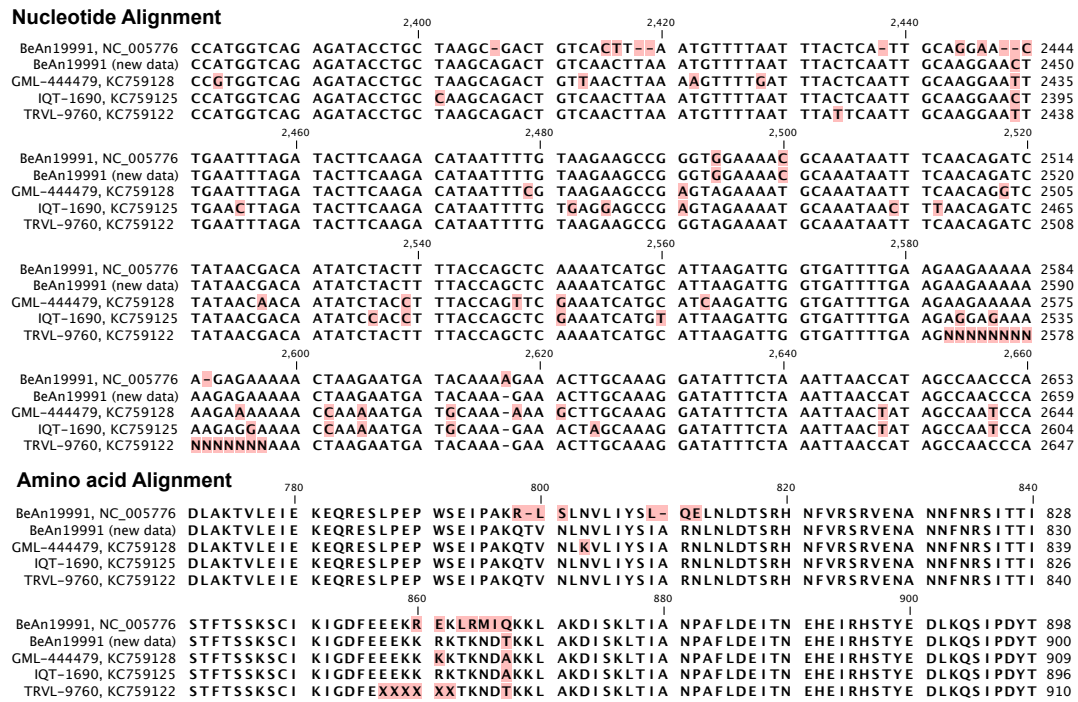 Nucleotide Alignment
2,400 2,420 2,440
BeAn19991, NC_005776 CCATGGTCAG AGATACCTGC TAAGC-GACT GTCACTT--A ATGTTTTAAT TTACTCA-TT GCAGGAA--C 2444
BeAn19991 (new data) CCATGGTCAG AGATACCTGC TAAGCAGACT GTCAACTTAA ATGTTTTAAT TTACTCAATT GCAAGGAACT 2450
GML-444479, KC759128 CCGTGGTCAG AGATACCTGC TAAGCAGACT GTTAACTTAA AAGTTTTGAT TTACTCAATT GCAAGGAATT 2435
IQT-1690, KC759125 CCATGGTCAG AGATACCTGC CAAGCAGACT GTCAACTTAA ATGTTTTAAT TTACTCAATT GCAAGGAACT 2395
TRVL-9760, KC759122 CCATGGTCAG AGATACCTGC TAAGCAGACT GTCAACTTAA ATGTTTTAAT TTATTCAATT GCAAGGAATT 2438
2,460 2,480 2,500 2,520
BeAn19991, NC_005776 TGAATTTAGA TACTTCAAGA CATAATTTTG TAAGAAGCCG GGTGGAAAAC GCAAATAATT TCAACAGATC 2514
BeAn19991 (new data) TGAATTTAGA TACTTCAAGA CATAATTTTG TAAGAAGCCG GGTGGAAAAC GCAAATAATT TCAACAGATC 2520
GML-444479, KC759128 TGAATTTAGA TACTTCAAGA CATAATTTCG TAAGAAGCCG AGTAGAAAAT GCAAATAATT TCAACAGGTC 2505
IQT-1690, KC759125 TGAACTTAGA TACTTCAAGA CATAATTTTG TGAGGAGCCG AGTAGAAAAT GCAAATAACT TTAACAGATC 2465
TRVL-9760, KC759122 TGAATTTAGA TACTTCAAGA CATAATTTTG TAAGAAGCCG GGTAGAAAAT GCAAATAATT TCAACAGATC 2508
2,540 2,560 2,580
BeAn19991, NC_005776 TATAACGACA ATATCTACTT TTACCAGCTC AAAATCATGC ATTAAGATTG GTGATTTTGA AGAAGAAAAA 2584
BeAn19991 (new data) TATAACGACA ATATCTACTT TTACCAGCTC AAAATCATGC ATTAAGATTG GTGATTTTGA AGAAGAAAAA 2590
GML-444479, KC759128 TATAACAACA ATATCTACCT TTACCAGTTC GAAATCATGC ATCAAGATTG GTGATTTTGA AGAAGAAAAA 2575
IQT-1690, KC759125 TATAACGACA ATATCCACCT TTACCAGCTC GAAATCATGT ATTAAGATTG GTGATTTTGA AGAGGAGAAA 2535
TRVL-9760, KC759122 TATAACGACA ATATCTACTT TTACCAGCTC AAAATCATGC ATTAAGATTG GTGATTTTGA AGNNNNNNNN 2578
2,600 2,620 2,640 2,660
BeAn19991, NC_005776 A-GAGAAAAA CTAAGAATGA TACAAAAGAA ACTTGCAAAG GATATTTCTA AATTAACCAT AGCCAACCCA 2653
BeAn19991 (new data) AAGAGAAAAA CTAAGAATGA TACAAA-GAA ACTTGCAAAG GATATTTCTA AATTAACCAT AGCCAACCCA 2659
GML-444479, KC759128 AAGAAAAAAA CCAAAAATGA TGCAAA-AAA GCTTGCAAAG GATATTTCTA AATTAACTAT AGCCAATCCA 2644
IQT-1690, KC759125 AAGAGGAAAA CCAAAAATGA TGCAAA-GAA ACTAGCAAAG GATATTTCTA AATTAACTAT AGCCAATCCA 2604
TRVL-9760, KC759122 NNNNNNNAAA CTAAGAATGA TACAAA-GAA ACTTGCAAAG GATATTTCTA AATTAACCAT AGCCAACCCA 2647
Amino acid Alignment
780 800 820 840
BeAn19991, NC_005776 DLAKTVLEIE KEQRESLPEP WSEIPAKR-L SLNVLIYSL- QELNLDTSRH NFVRSRVENA NNFNRSITTI 828
BeAn19991 (new data) DLAKTVLEIE KEQRESLPEP WSEIPAKQTV NLNVLIYSIA RNLNLDTSRH NFVRSRVENA NNFNRSITTI 830
GML-444479, KC759128 DLAKTVLEIE KEQRESLPEP WSEIPAKQTV NLKVLIYSIA RNLNLDTSRH NFVRSRVENA NNFNRSITTI 839
IQT-1690, KC759125 DLAKTVLEIE KEQRESLPEP WSEIPAKQTV NLNVLIYSIA RNLNLDTSRH NFVRSRVENA NNFNRSITTI 826
TRVL-9760, KC759122 DLAKTVLEIE KEQRESLPEP WSEIPAKQTV NLNVLIYSIA RNLNLDTSRH NFVRSRVENA NNFNRSITTI 840
860 880 900
BeAn19991, NC_005776 STFTSSKSCI KIGDFEEEKR EKLRMIQKKL AKDISKLTIA NPAFLDEITN EHEIRHSTYE DLKQSIPDYT 898
BeAn19991 (new data) STFTSSKSCI KIGDFEEEKK RKTKNDTKKL AKDISKLTIA NPAFLDEITN EHEIRHSTYE DLKQSIPDYT 900
GML-444479, KC759128 STFTSSKSCI KIGDFEEEKK KKTKNDAKKL AKDISKLTIA NPAFLDEITN EHEIRHSTYE DLKQSIPDYT 909
IQT-1690, KC759125 STFTSSKSCI KIGDFEEEKK RKTKNDAKKL AKDISKLTIA NPAFLDEITN EHEIRHSTYE DLKQSIPDYT 896
TRVL-9760, KC759122 STFTSSKSCI KIGDFEXXXX XXTKNDTKKL AKDISKLTIA NPAFLDEITN EHEIRHSTYE DLKQSIPDYT 910